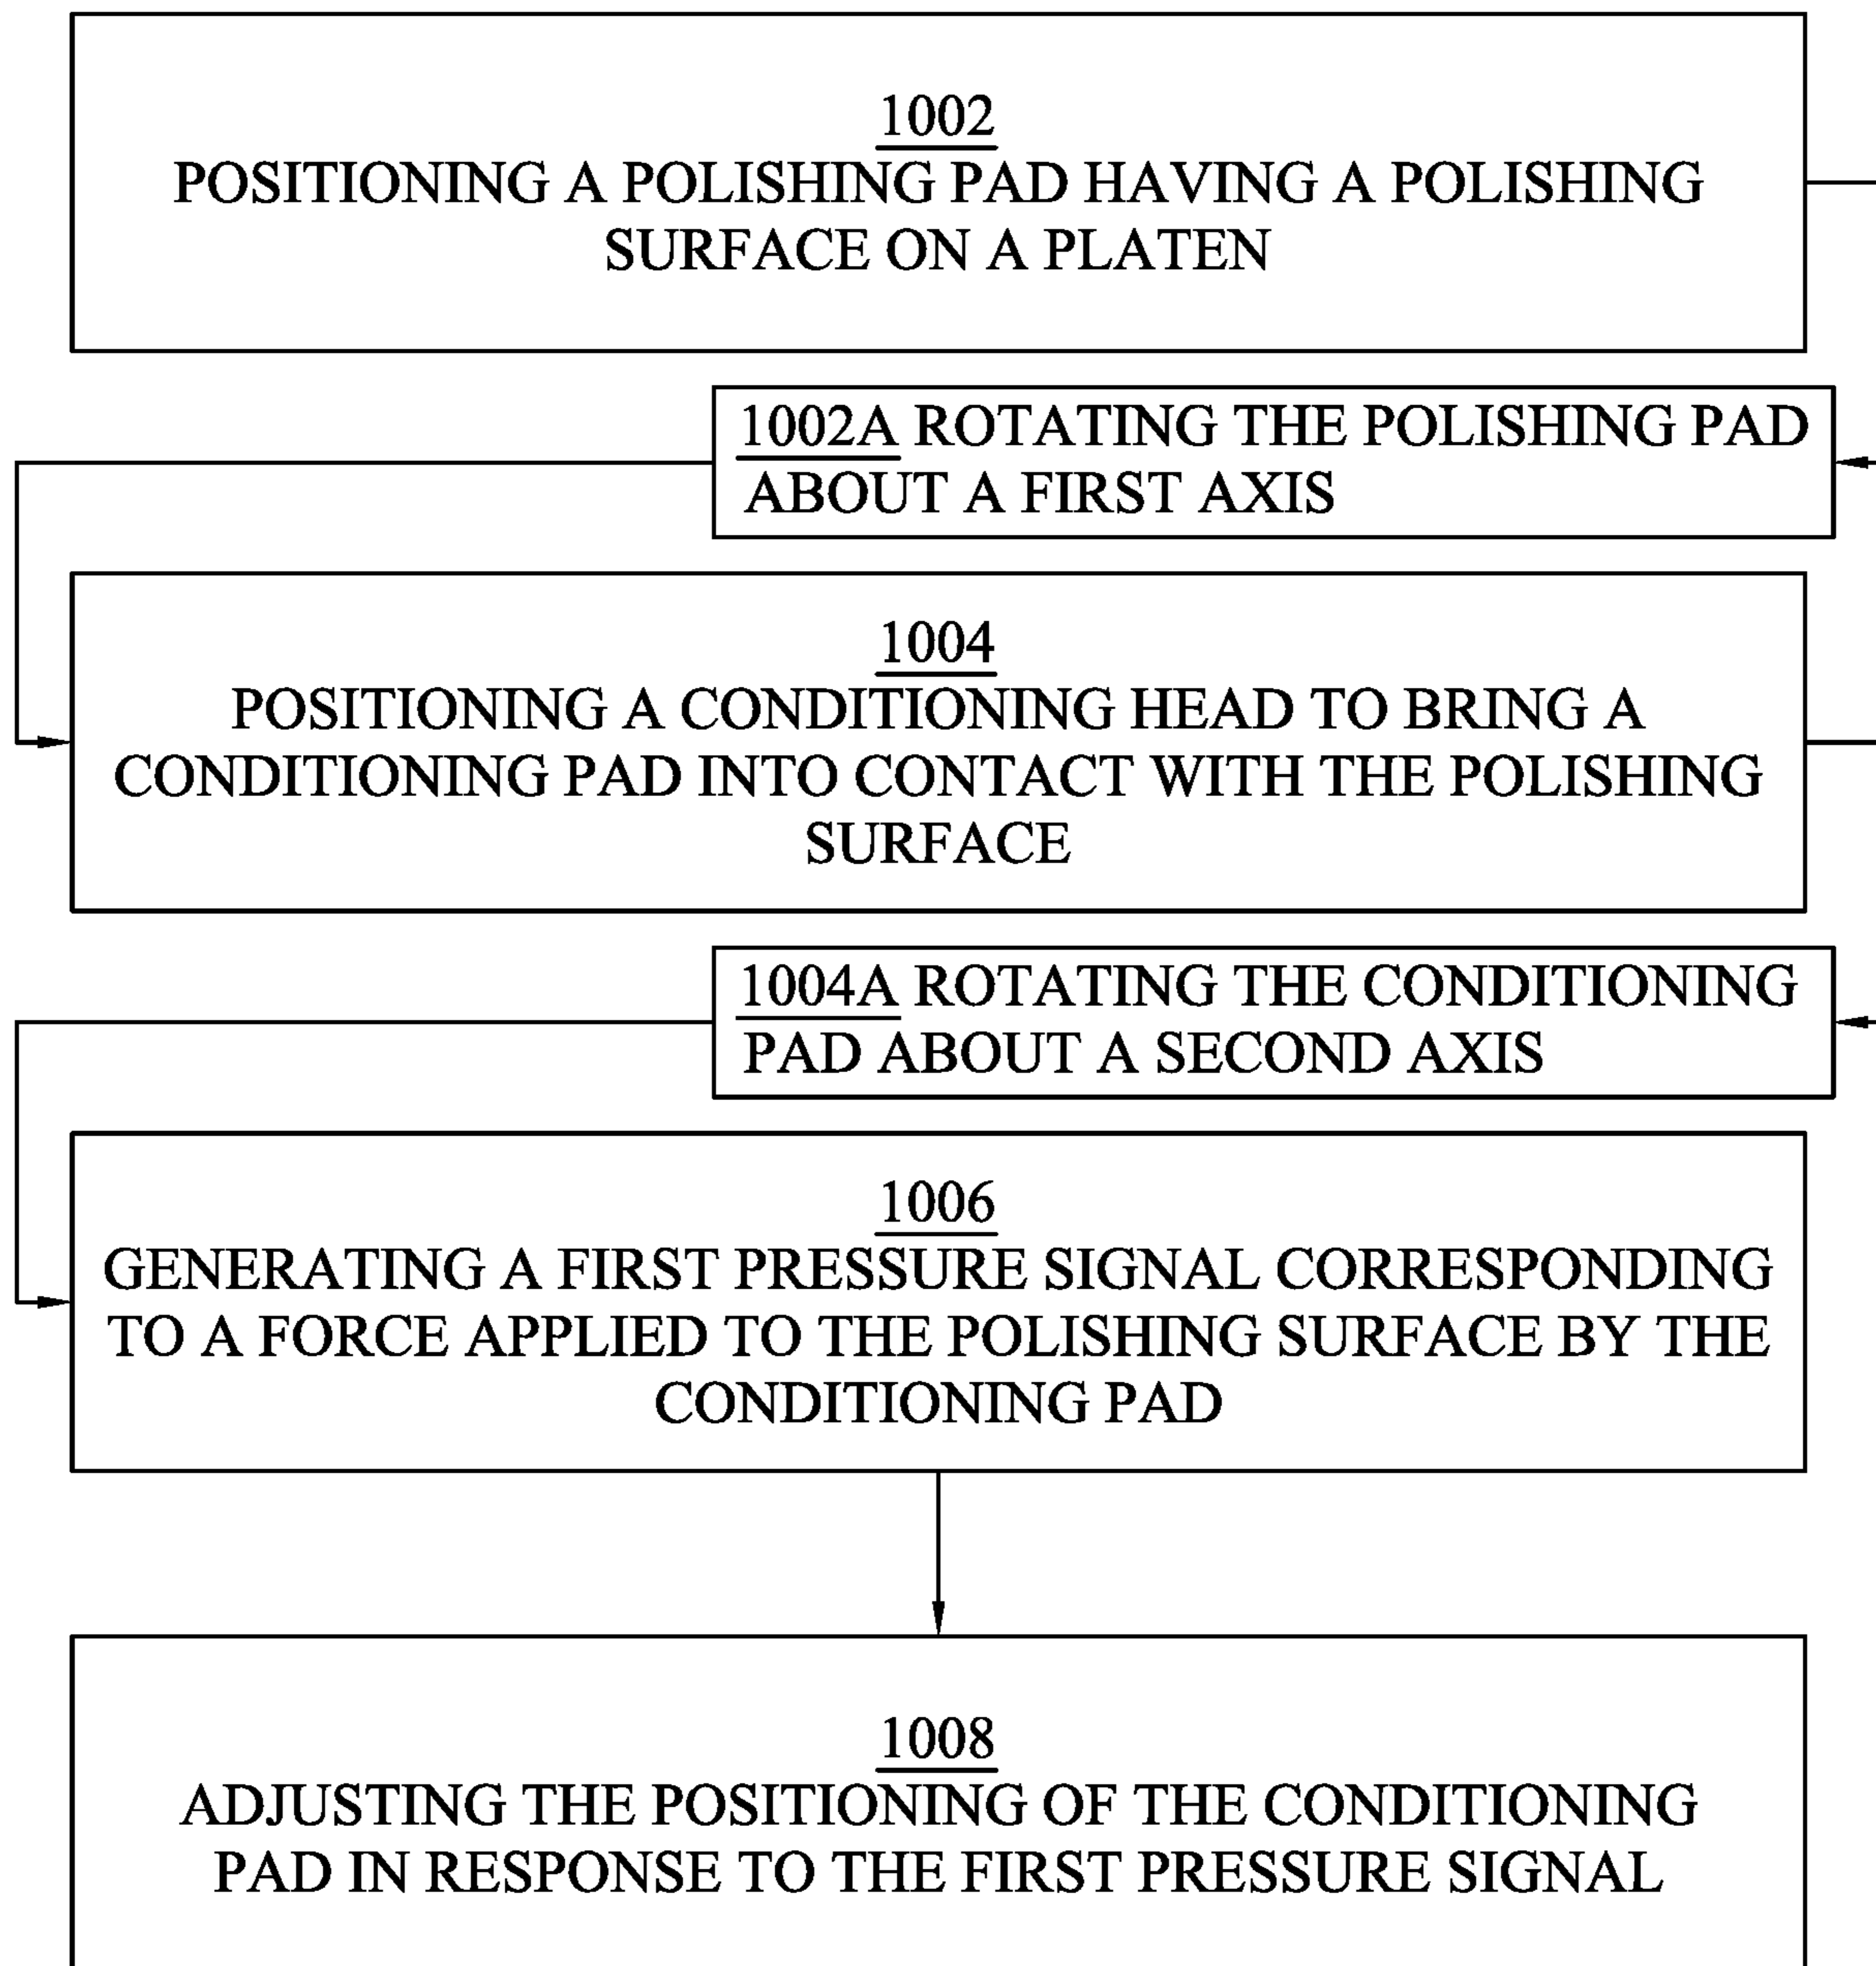 1002
POSITIONING A POLISHING PAD HAVING A POLISHING
SURFACE ON A PLATEN
1002A ROTATING THE POLISHING PAD
ABOUT A FIRST AXIS
1004
POSITIONING A CONDITIONING HEAD TO BRING A
CONDITIONING PAD INTO CONTACT WITH THE POLISHING
SURFACE
1004A ROTATING THE CONDITIONING
PAD ABOUT A SECOND AXIS
1006
GENERATING A FIRST PRESSURE SIGNAL CORRESPONDING
TO A FORCE APPLIED TO THE POLISHING SURFACE BY THE
CONDITIONING PAD
1008
ADJUSTING THE POSITIONING OF THE CONDITIONING
PAD IN RESPONSE TO THE FIRST PRESSURE SIGNAL